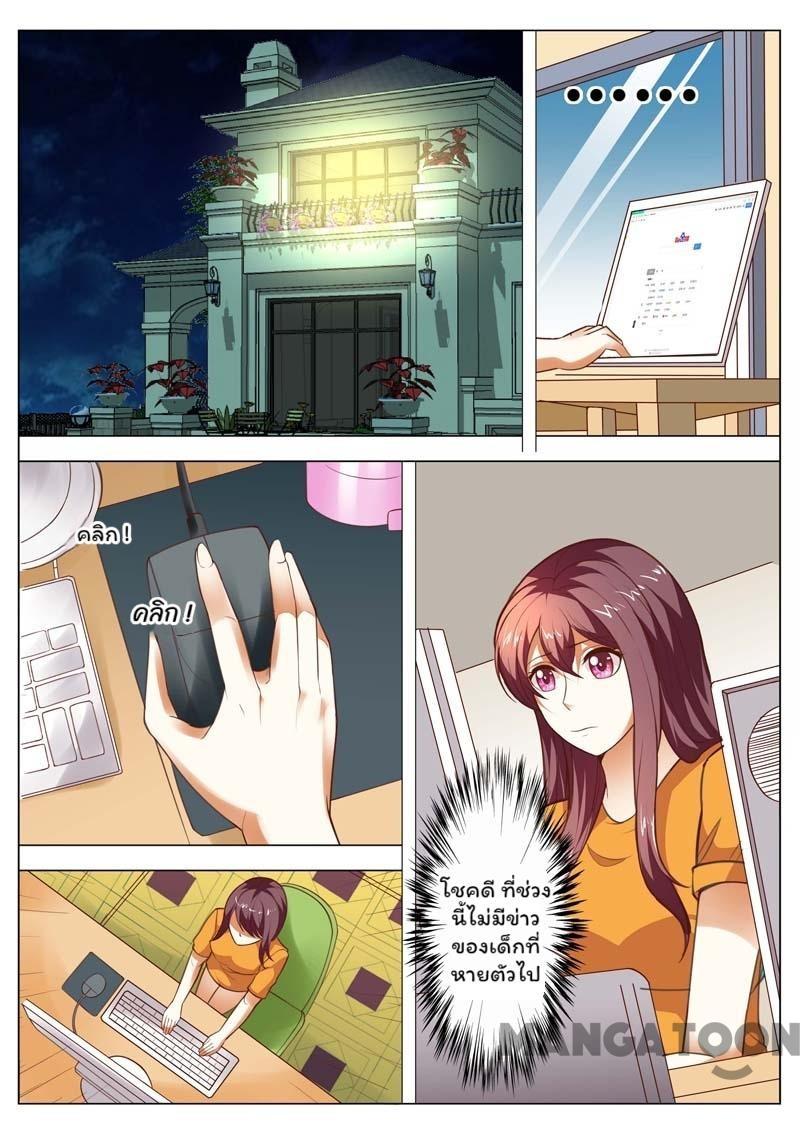 ......
คลิก !
คลิก !
โชคดี ที่ช่วง
นี้ไม่มีข่าว
ของเด็กที่
หายตัวไป
MANGATOON